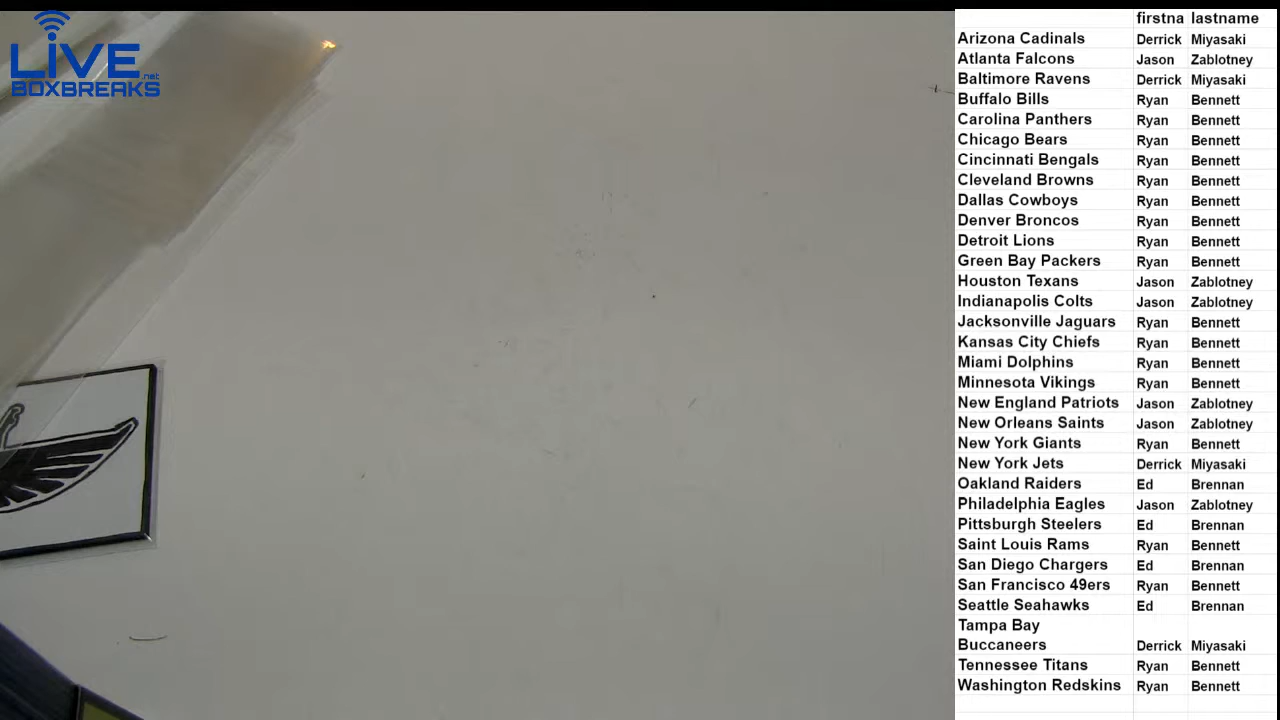 LIVE
.net
BOXBREAKS
firstna lastname
Arizona Cadinals Derrick Miyasaki
Atlanta Falcons Jason Zablotney
Baltimore Ravens Derrick Miyasaki
Buffalo Bills Ryan Bennett
Carolina Panthers Ryan Bennett
Chicago Bears Ryan Bennett
Cincinnati Bengals Ryan Bennett
Cleveland Browns Ryan Bennett
Dallas Cowboys Ryan Bennett
Denver Broncos Ryan Bennett
Detroit Lions Ryan Bennett
Green Bay Packers Ryan Bennett
Houston Texans Jason Zablotney
Indianapolis Colts Jason Zablotney
Jacksonville Jaguars Ryan Bennett
Kansas City Chiefs Ryan Bennett
Miami Dolphins Ryan Bennett
Minnesota Vikings Ryan Bennett
New England Patriots Jason Zablotney
New Orleans Saints Jason Zablotney
New York Giants Ryan Bennett
New York Jets Derrick Miyasaki
Oakland Raiders Ed Brennan
Philadelphia Eagles Jason Zablotney
Pittsburgh Steelers Ed Brennan
Saint Louis Rams Ryan Bennett
San Diego Chargers Ed Brennan
San Francisco 49ers Ryan Bennett
Seattle Seahawks Ed Brennan
Tampa Bay
Buccaneers Derrick Miyasaki
Tennessee Titans Ryan Bennett
Washington Redskins Ryan Bennett